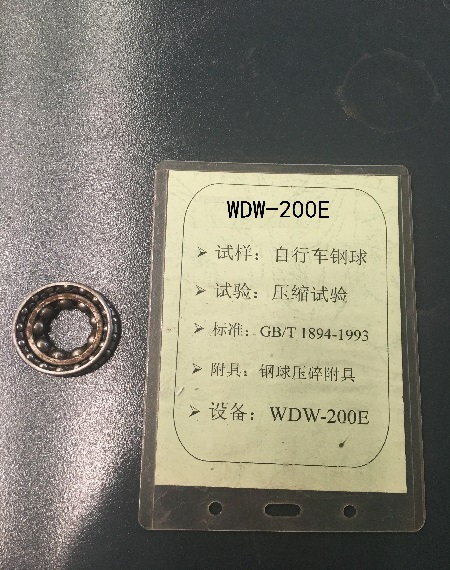 WDW-200E
➢ 试样：自行车钢球
➢ 试验：压缩试验
➢ 标准：GB/T 1894-1993
➢ 附具：钢球压碎附具
➢ 设备：WDW-200E